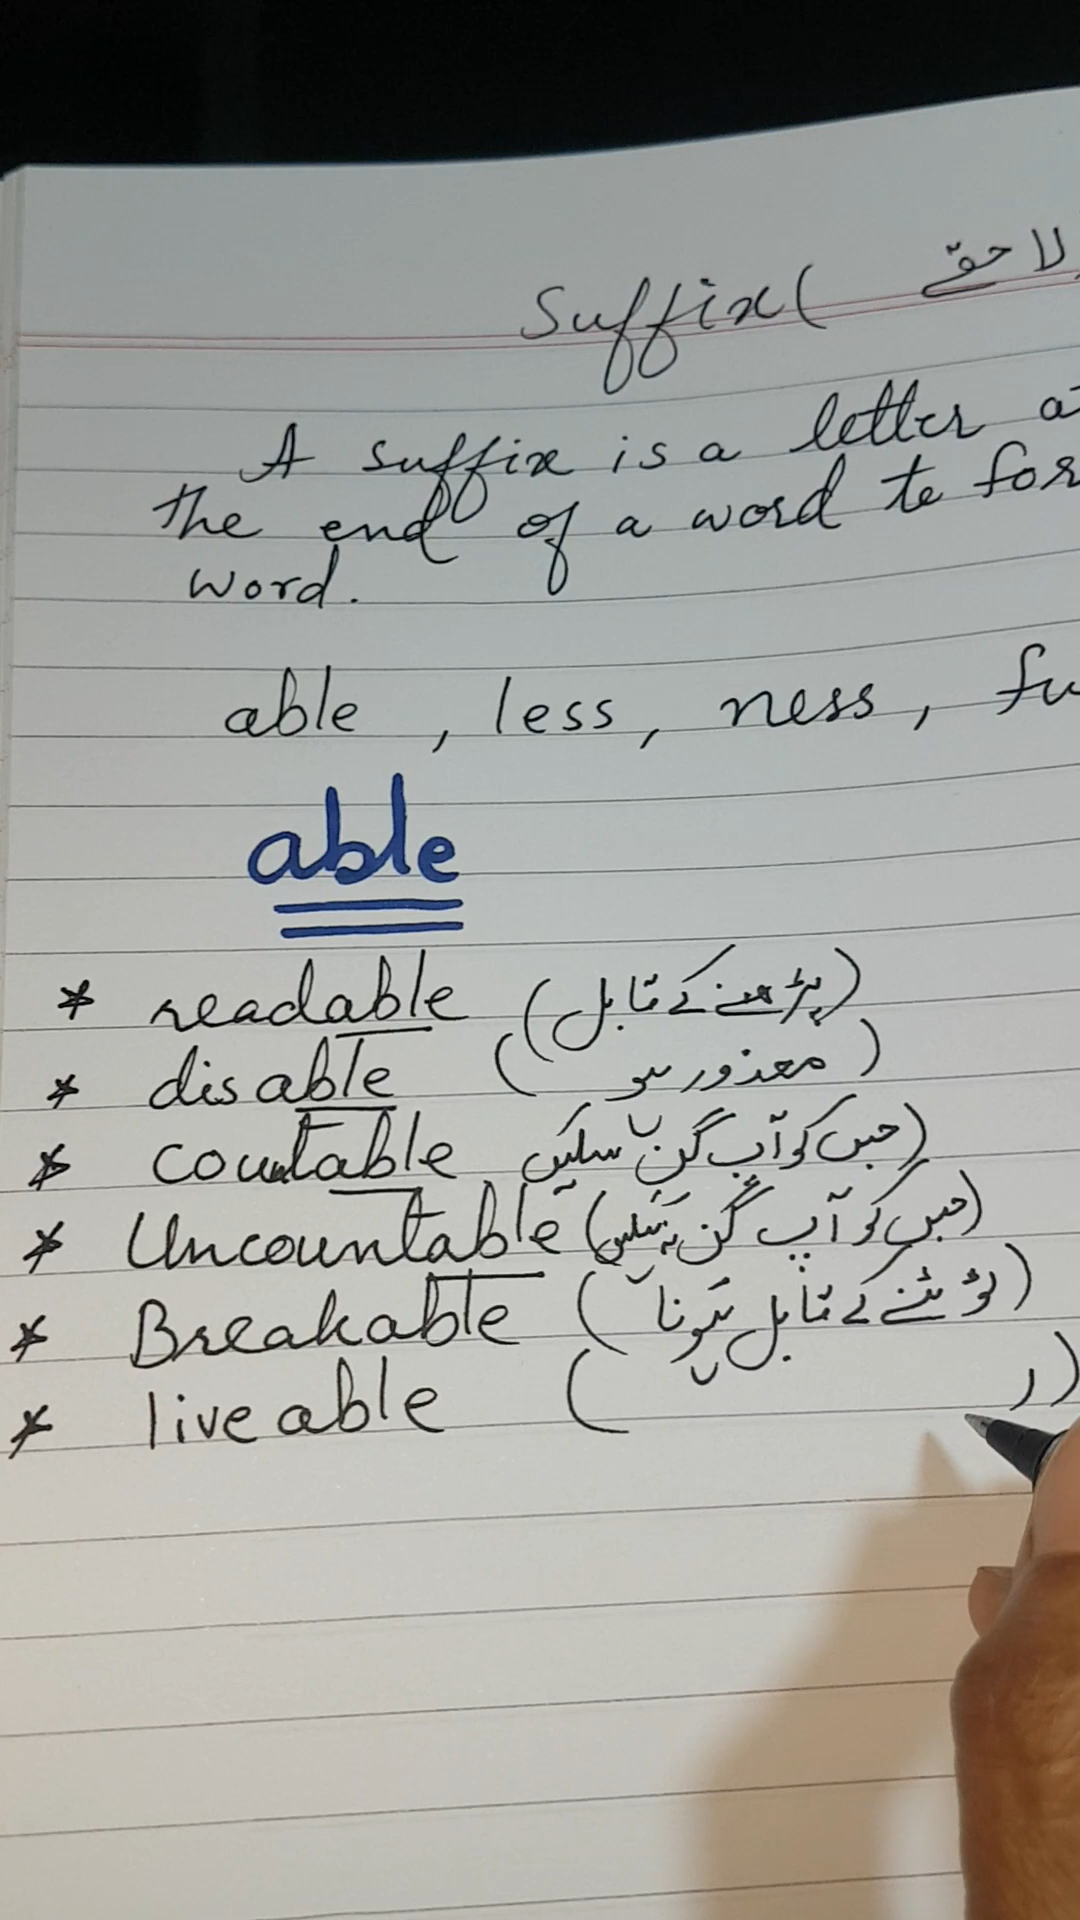 Suffix( لاحقے
A suffix is a letter a
the end of a word to for
word.
able , less, ness, fu
able
* readable (پڑھنے کے قابل)
* disable (معذور ہو)
* countable جس کو آپ گن سکیں)
* Uncountable (جس کو آپ گن نہ سکیں)
* Breakable (ٹوٹنے کے قابل ہونا)
* liveable ( ر)